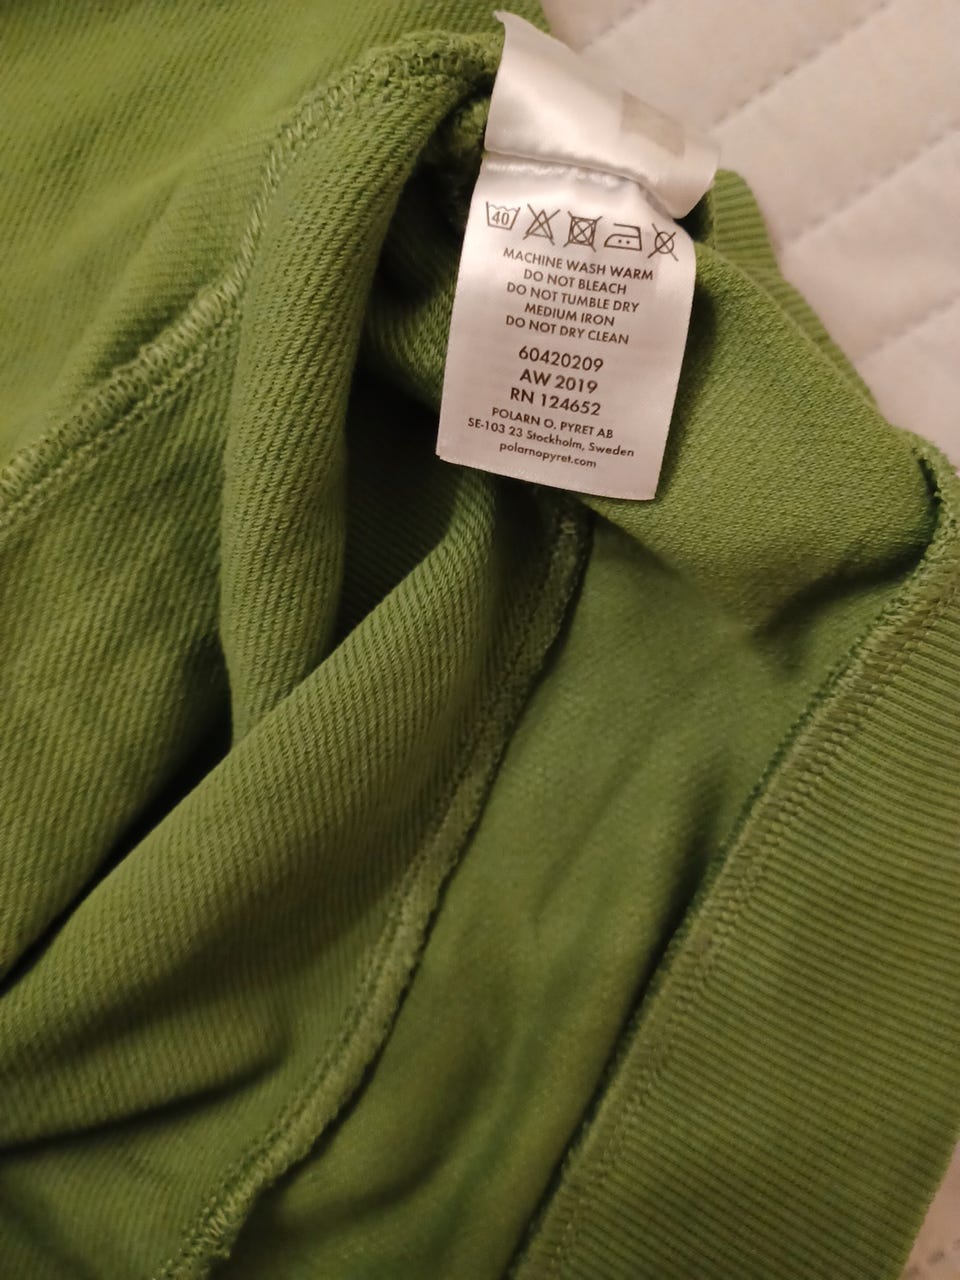 40
MACHINE WASH WARM
DO NOT BLEACH
DO NOT TUMBLE DRY
MEDIUM IRON
DO NOT DRY CLEAN
60420209
AW 2019
RN 124652
POLARN O. PYRET AB
SE-103 23 Stockholm, Sweden
polarnopyret.com